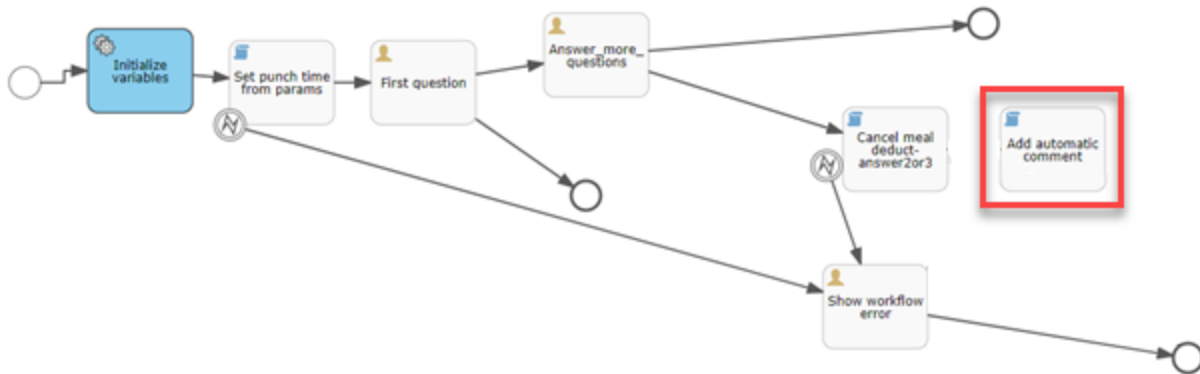 Initialize
variables
Set punch time
from params
First question
Answer_more_
questions
Cancel meal
deduct-
answer2or3
Add automatic
comment
Show workflow
error